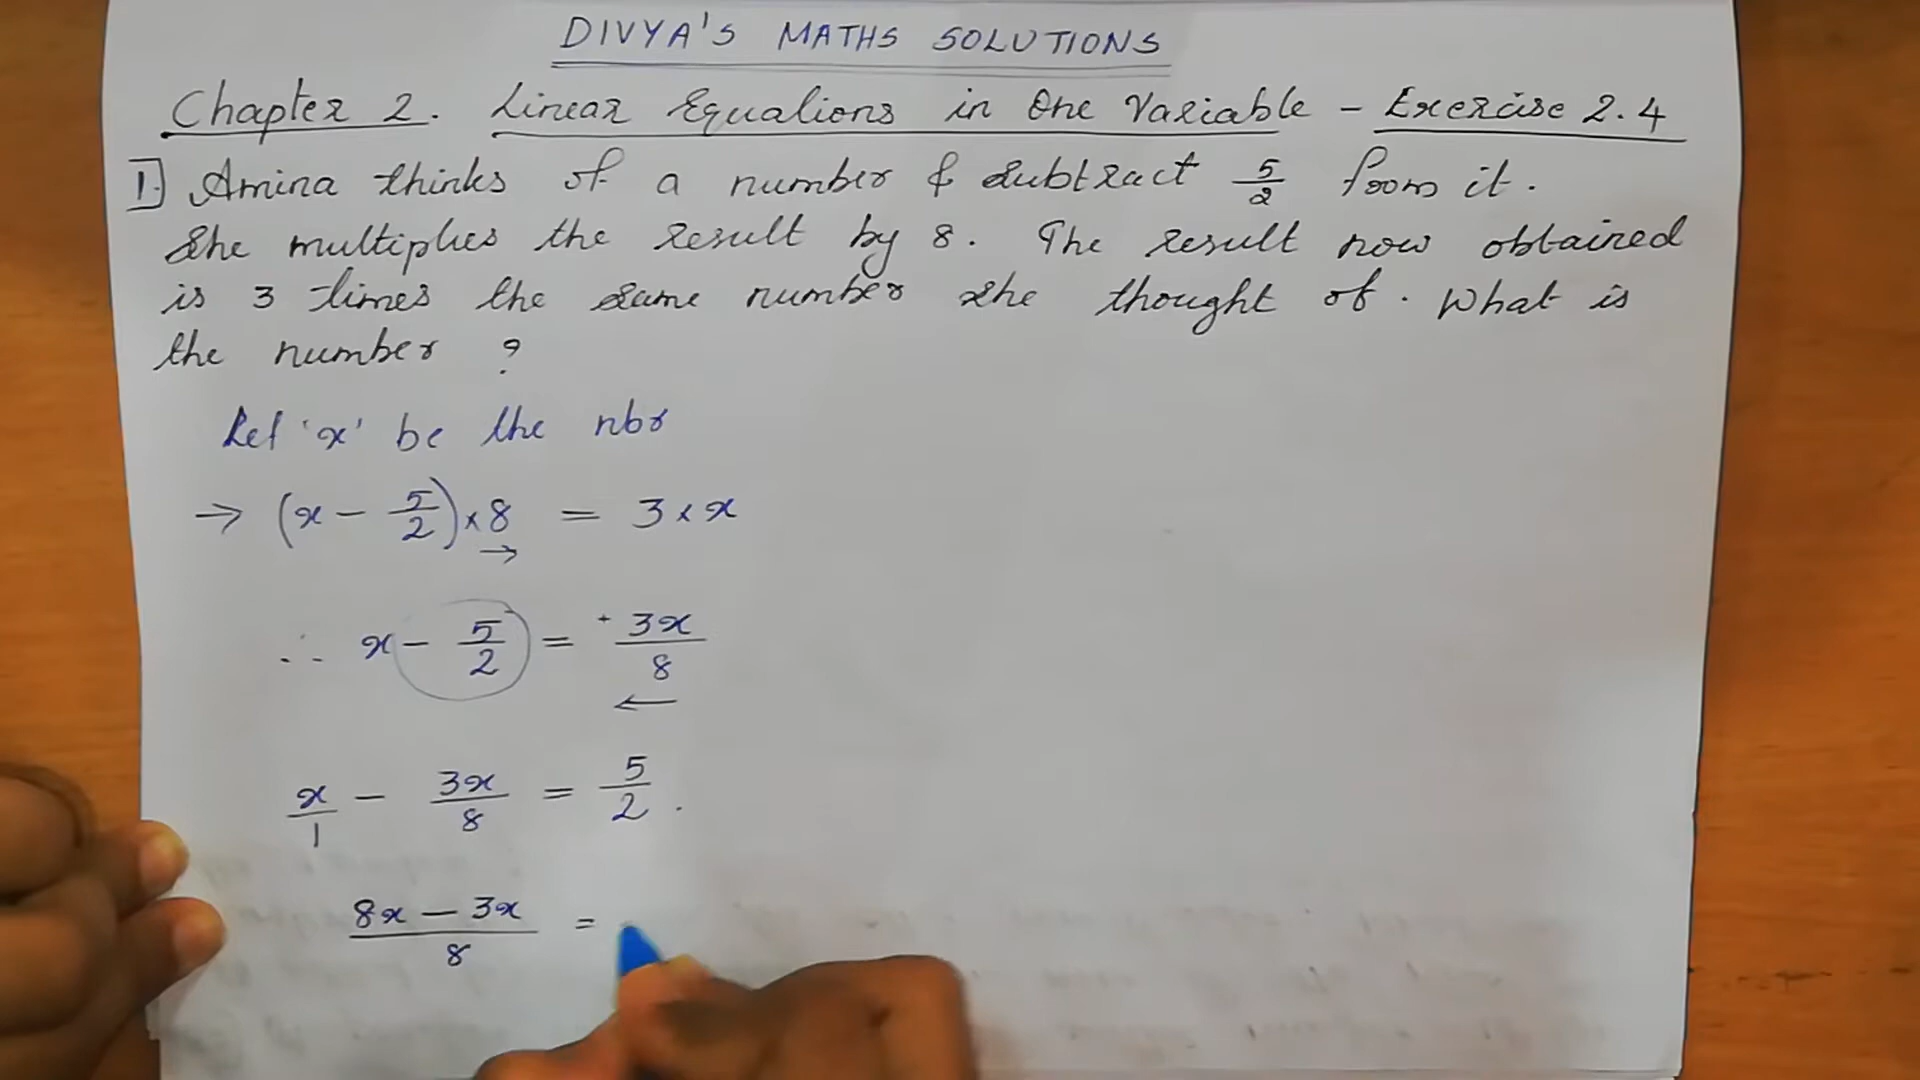 DIVYA'S MATHS SOLUTIONS
Chapter 2. Linear Equations in One Variable - Exercise 2.4
1.] Amina thinks of a number & subtract 5/2 from it.
She multiplies the result by 8. The result now obtained
is 3 times the same number she thought of. What is
the number ?
Let 'x' be the nbr
→ (x - 5/2) × 8 = 3 × x
→
∴ x - 5/2 = + 3x/8
←
x/1 - 3x/8 = 5/2 .
8x - 3x/8 =